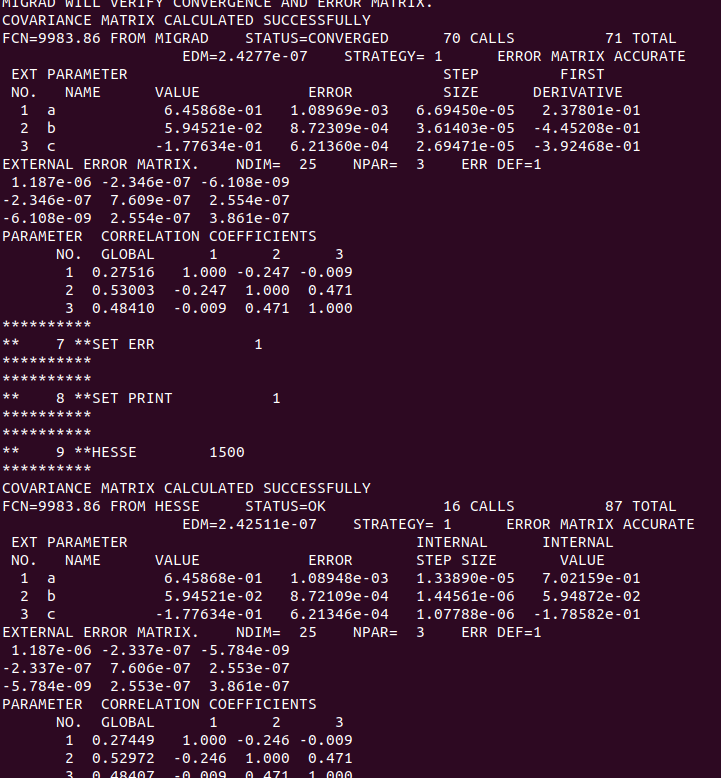 MIGRAD WILL VERIFY CONVERGENCE AND ERROR MATRIX.
COVARIANCE MATRIX CALCULATED SUCCESSFULLY
FCN=9983.86 FROM MIGRAD    STATUS=CONVERGED      70 CALLS          71 TOTAL
                    EDM=2.4277e-07    STRATEGY= 1      ERROR MATRIX ACCURATE
 EXT PARAMETER                                   STEP         FIRST
 NO.   NAME      VALUE            ERROR          SIZE      DERIVATIVE
  1  a            6.45868e-01   1.08969e-03   6.69450e-05   2.37801e-01
  2  b            5.94521e-02   8.72309e-04   3.61405e-05  -4.45208e-01
  3  c           -1.77634e-01   6.21360e-04   2.69471e-05  -3.92468e-01
EXTERNAL ERROR MATRIX.    NDIM=  25    NPAR=  3    ERR DEF=1
 1.187e-06 -2.346e-07 -6.108e-09
-2.346e-07  7.609e-07  2.554e-07
-6.108e-09  2.554e-07  3.861e-07
PARAMETER  CORRELATION COEFFICIENTS
      NO.  GLOBAL      1      2      3
       1  0.27516   1.000 -0.247 -0.009
       2  0.53003  -0.247  1.000  0.471
       3  0.48410  -0.009  0.471  1.000
**********
**    7 **SET ERR           1
**********
**********
**    8 **SET PRINT           1
**********
**********
**    9 **HESSE        1500
**********
COVARIANCE MATRIX CALCULATED SUCCESSFULLY
FCN=9983.86 FROM HESSE     STATUS=OK             16 CALLS          87 TOTAL
                    EDM=2.42511e-07    STRATEGY= 1      ERROR MATRIX ACCURATE
 EXT PARAMETER                                INTERNAL      INTERNAL
 NO.   NAME      VALUE            ERROR       STEP SIZE       VALUE
  1  a            6.45868e-01   1.08948e-03   1.33890e-05   7.02159e-01
  2  b            5.94521e-02   8.72109e-04   1.44561e-06   5.94872e-02
  3  c           -1.77634e-01   6.21346e-04   1.07788e-06  -1.78582e-01
EXTERNAL ERROR MATRIX.    NDIM=  25    NPAR=  3    ERR DEF=1
 1.187e-06 -2.337e-07 -5.784e-09
-2.337e-07  7.606e-07  2.553e-07
-5.784e-09  2.553e-07  3.861e-07
PARAMETER  CORRELATION COEFFICIENTS
      NO.  GLOBAL      1      2      3
       1  0.27449   1.000 -0.246 -0.009
       2  0.52972  -0.246  1.000  0.471
       3  0.48407  -0.009  0.471  1.000